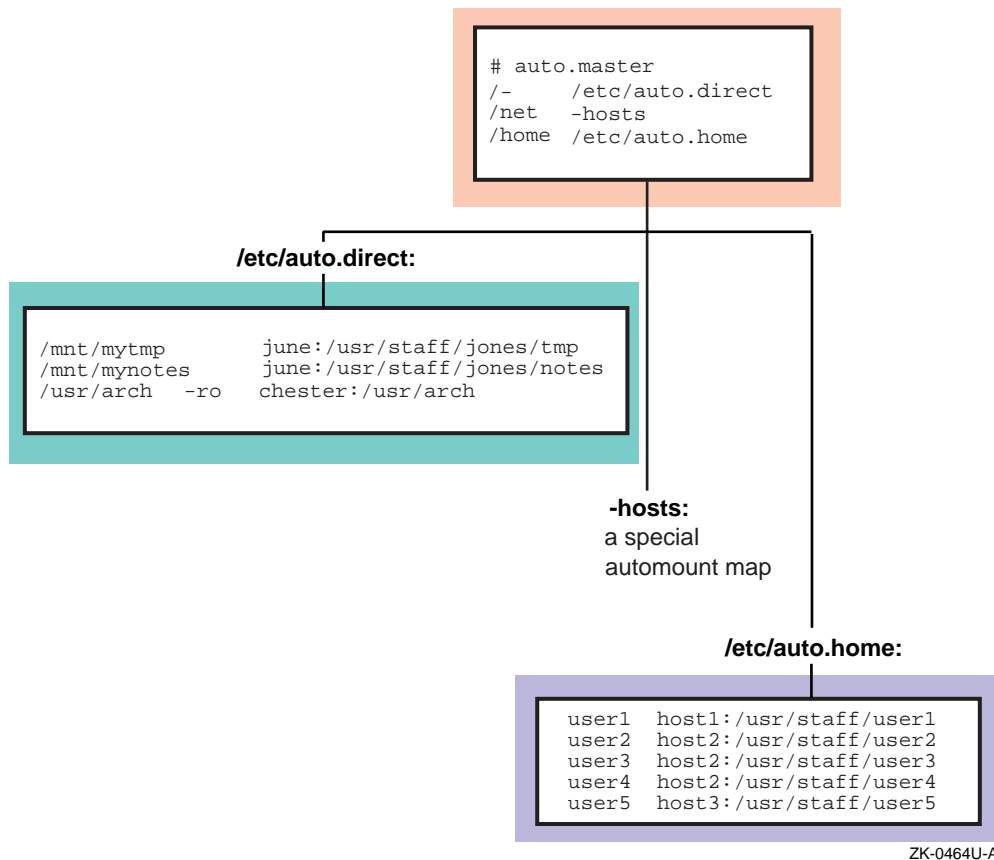 # auto.master
/- /etc/auto.direct
/net -hosts
/home /etc/auto.home
/etc/auto.direct:
/mnt/mytmp june:/usr/staff/jones/tmp
/mnt/mynotes june:/usr/staff/jones/notes
/usr/arch -ro chester:/usr/arch
-hosts:
a special
automount map
/etc/auto.home:
user1 host1:/usr/staff/user1
user2 host2:/usr/staff/user2
user3 host2:/usr/staff/user3
user4 host2:/usr/staff/user4
user5 host3:/usr/staff/user5
ZK-0464U-A